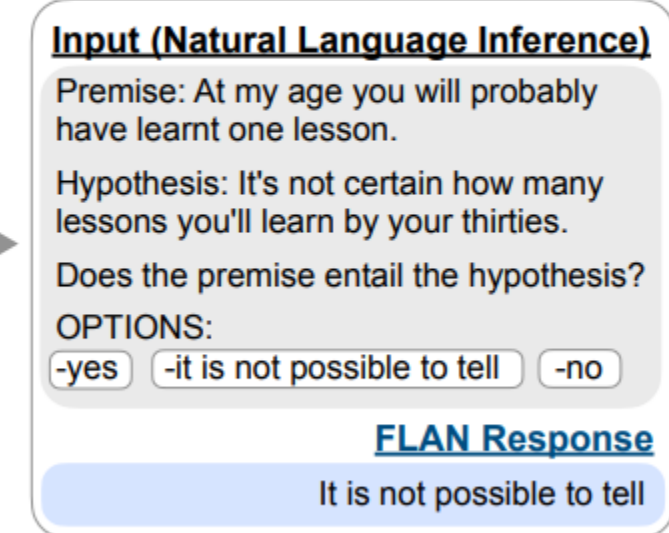 Input (Natural Language Inference)
Premise: At my age you will probably
have learnt one lesson.
Hypothesis: It's not certain how many
lessons you'll learn by your thirties.
Does the premise entail the hypothesis?
OPTIONS:
-yes -it is not possible to tell -no
FLAN Response
It is not possible to tell